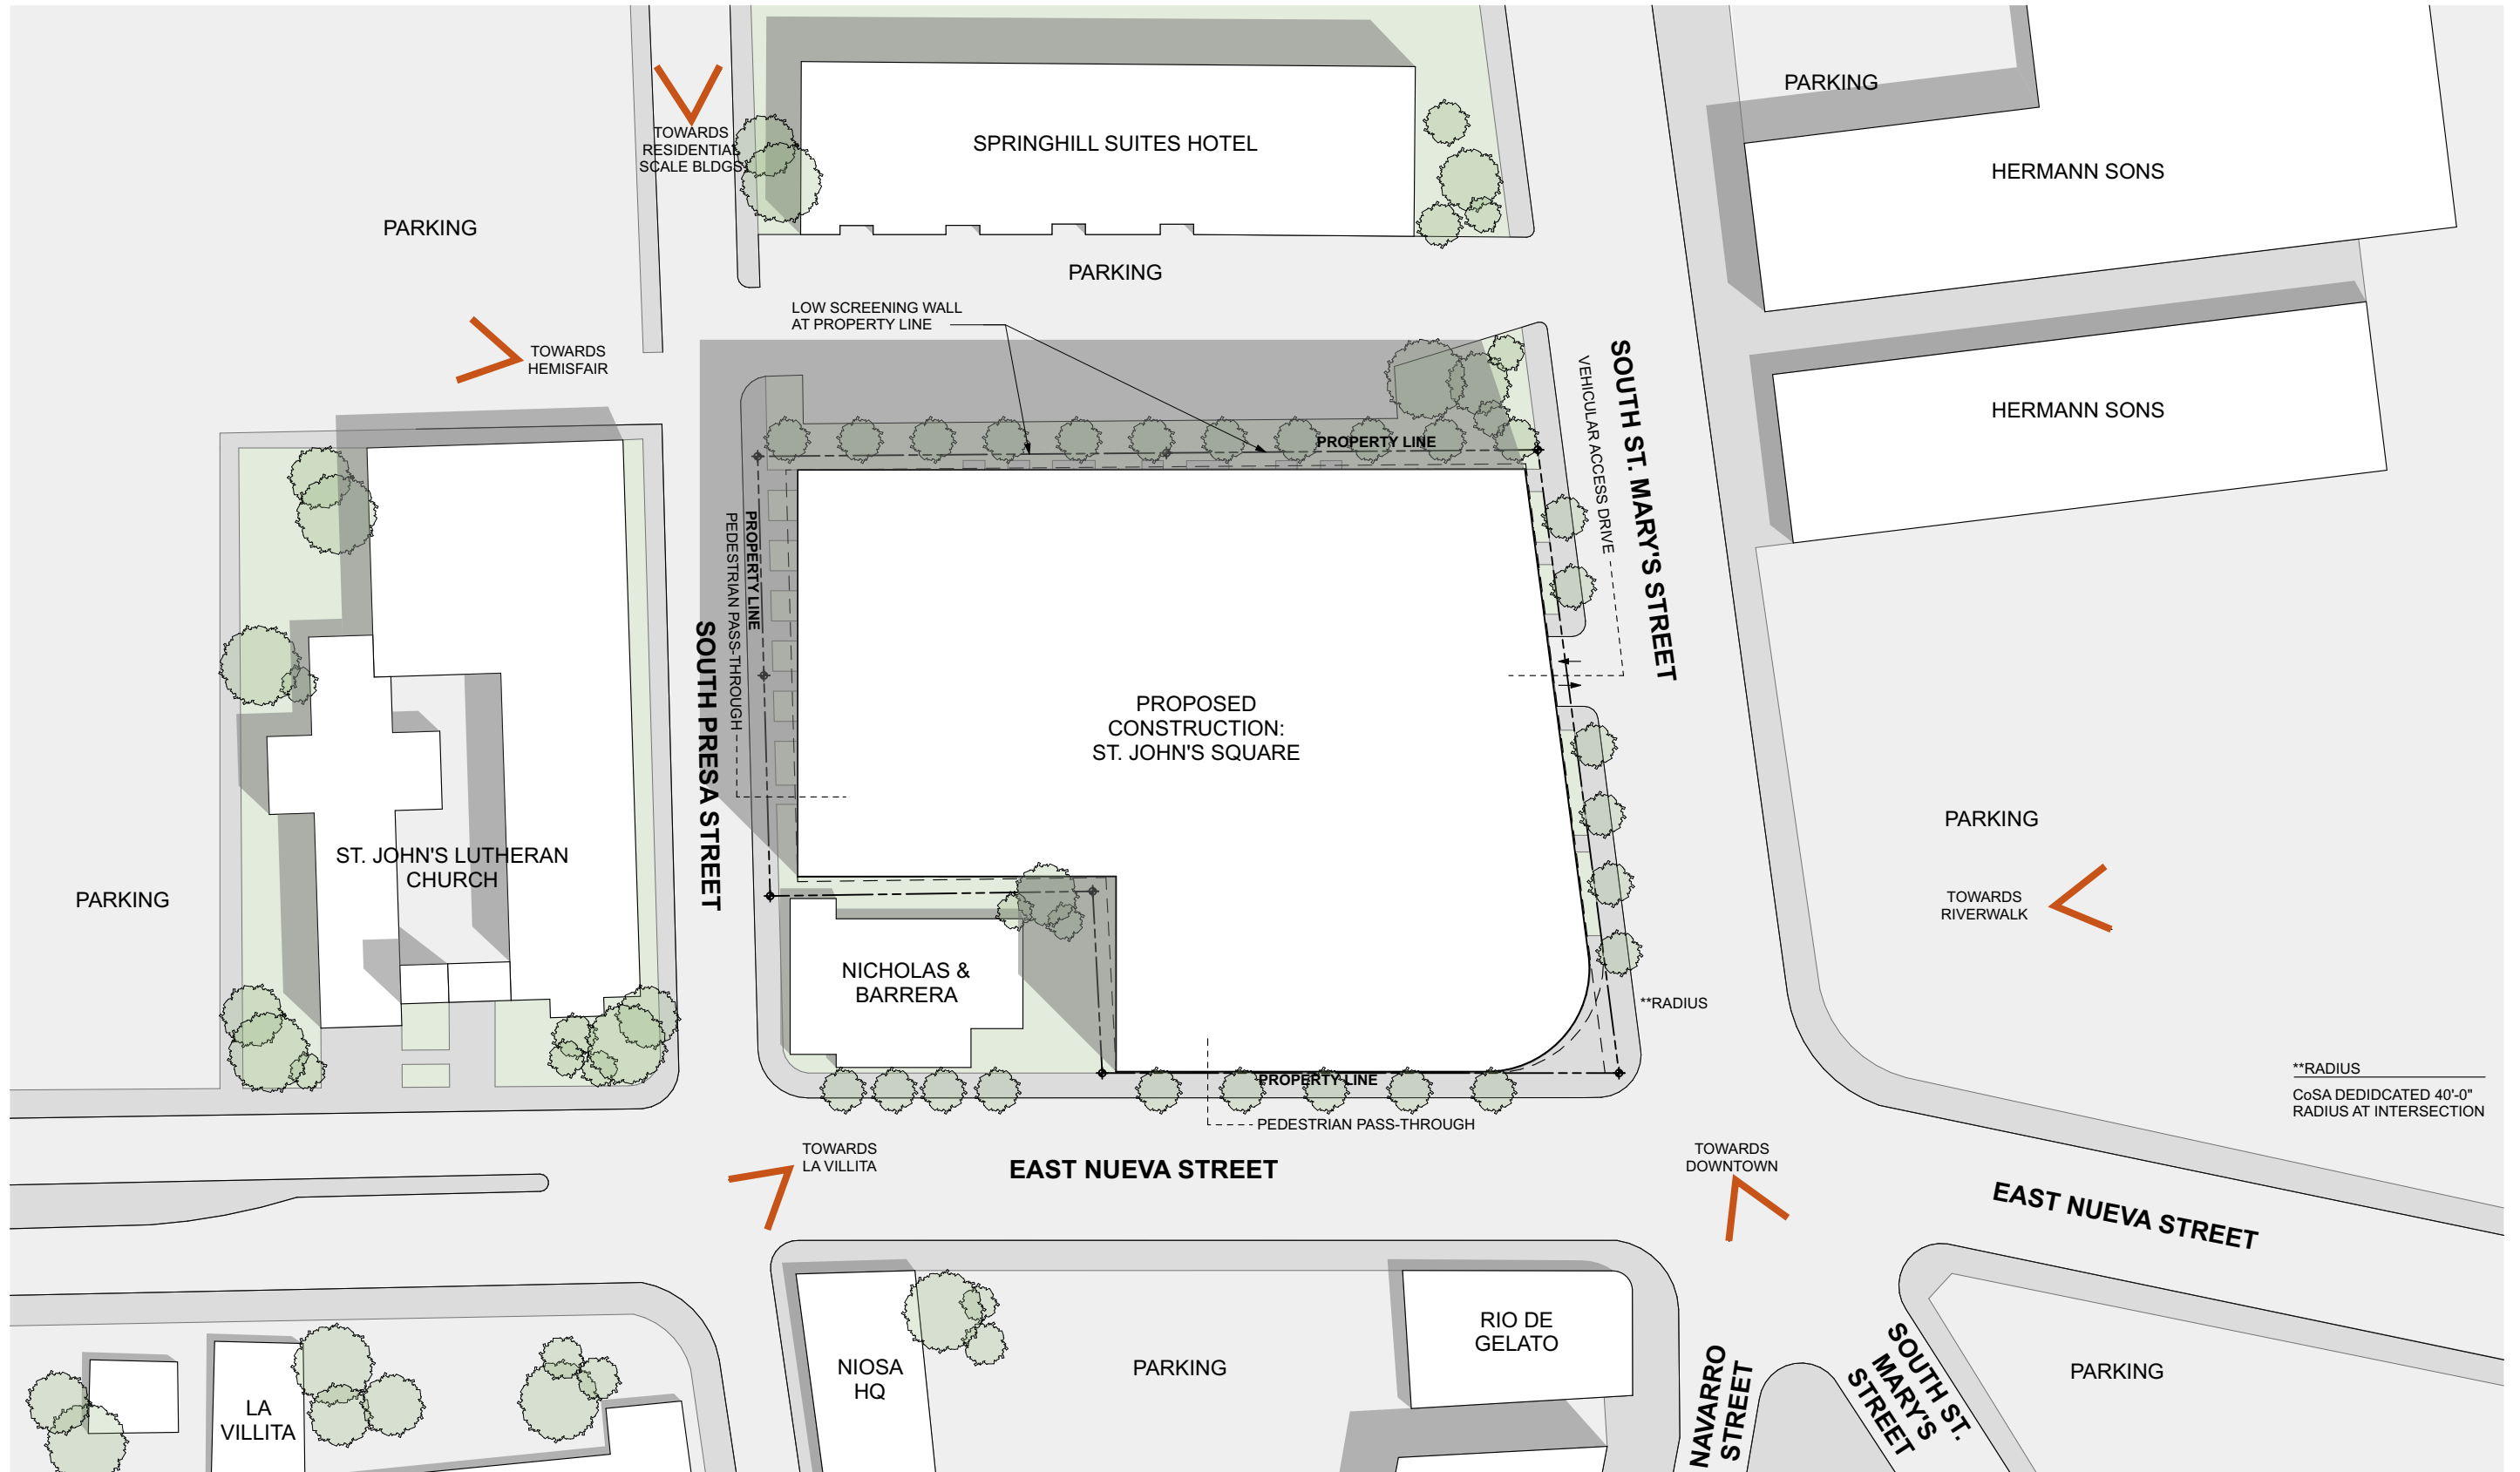 PARKING
TOWARDS
RESIDENTIAL
SCALE BLDGS
SPRINGHILL SUITES HOTEL
HERMANN SONS
PARKING
PARKING
LOW SCREENING WALL
AT PROPERTY LINE
TOWARDS
HEMISFAIR
SOUTH ST. MARY'S STREET
VEHICULAR ACCESS DRIVE
HERMANN SONS
PROPERTY LINE
PROPERTY LINE
PEDESTRIAN PASS-THROUGH
SOUTH PRESA STREET
PROPOSED
CONSTRUCTION:
ST. JOHN'S SQUARE
PARKING
ST. JOHN'S LUTHERAN
CHURCH
PARKING
TOWARDS
RIVERWALK
NICHOLAS &
BARRERA
**RADIUS
**RADIUS
CoSA DEDIDCATED 40'-0"
RADIUS AT INTERSECTION
PROPERTY LINE
PEDESTRIAN PASS-THROUGH
TOWARDS
LA VILLITA
EAST NUEVA STREET
TOWARDS
DOWNTOWN
EAST NUEVA STREET
RIO DE
GELATO
NIOSA
HQ
PARKING
LA
VILLITA
NAVARRO
STREET
SOUTH ST.
MARY'S
STREET
PARKING